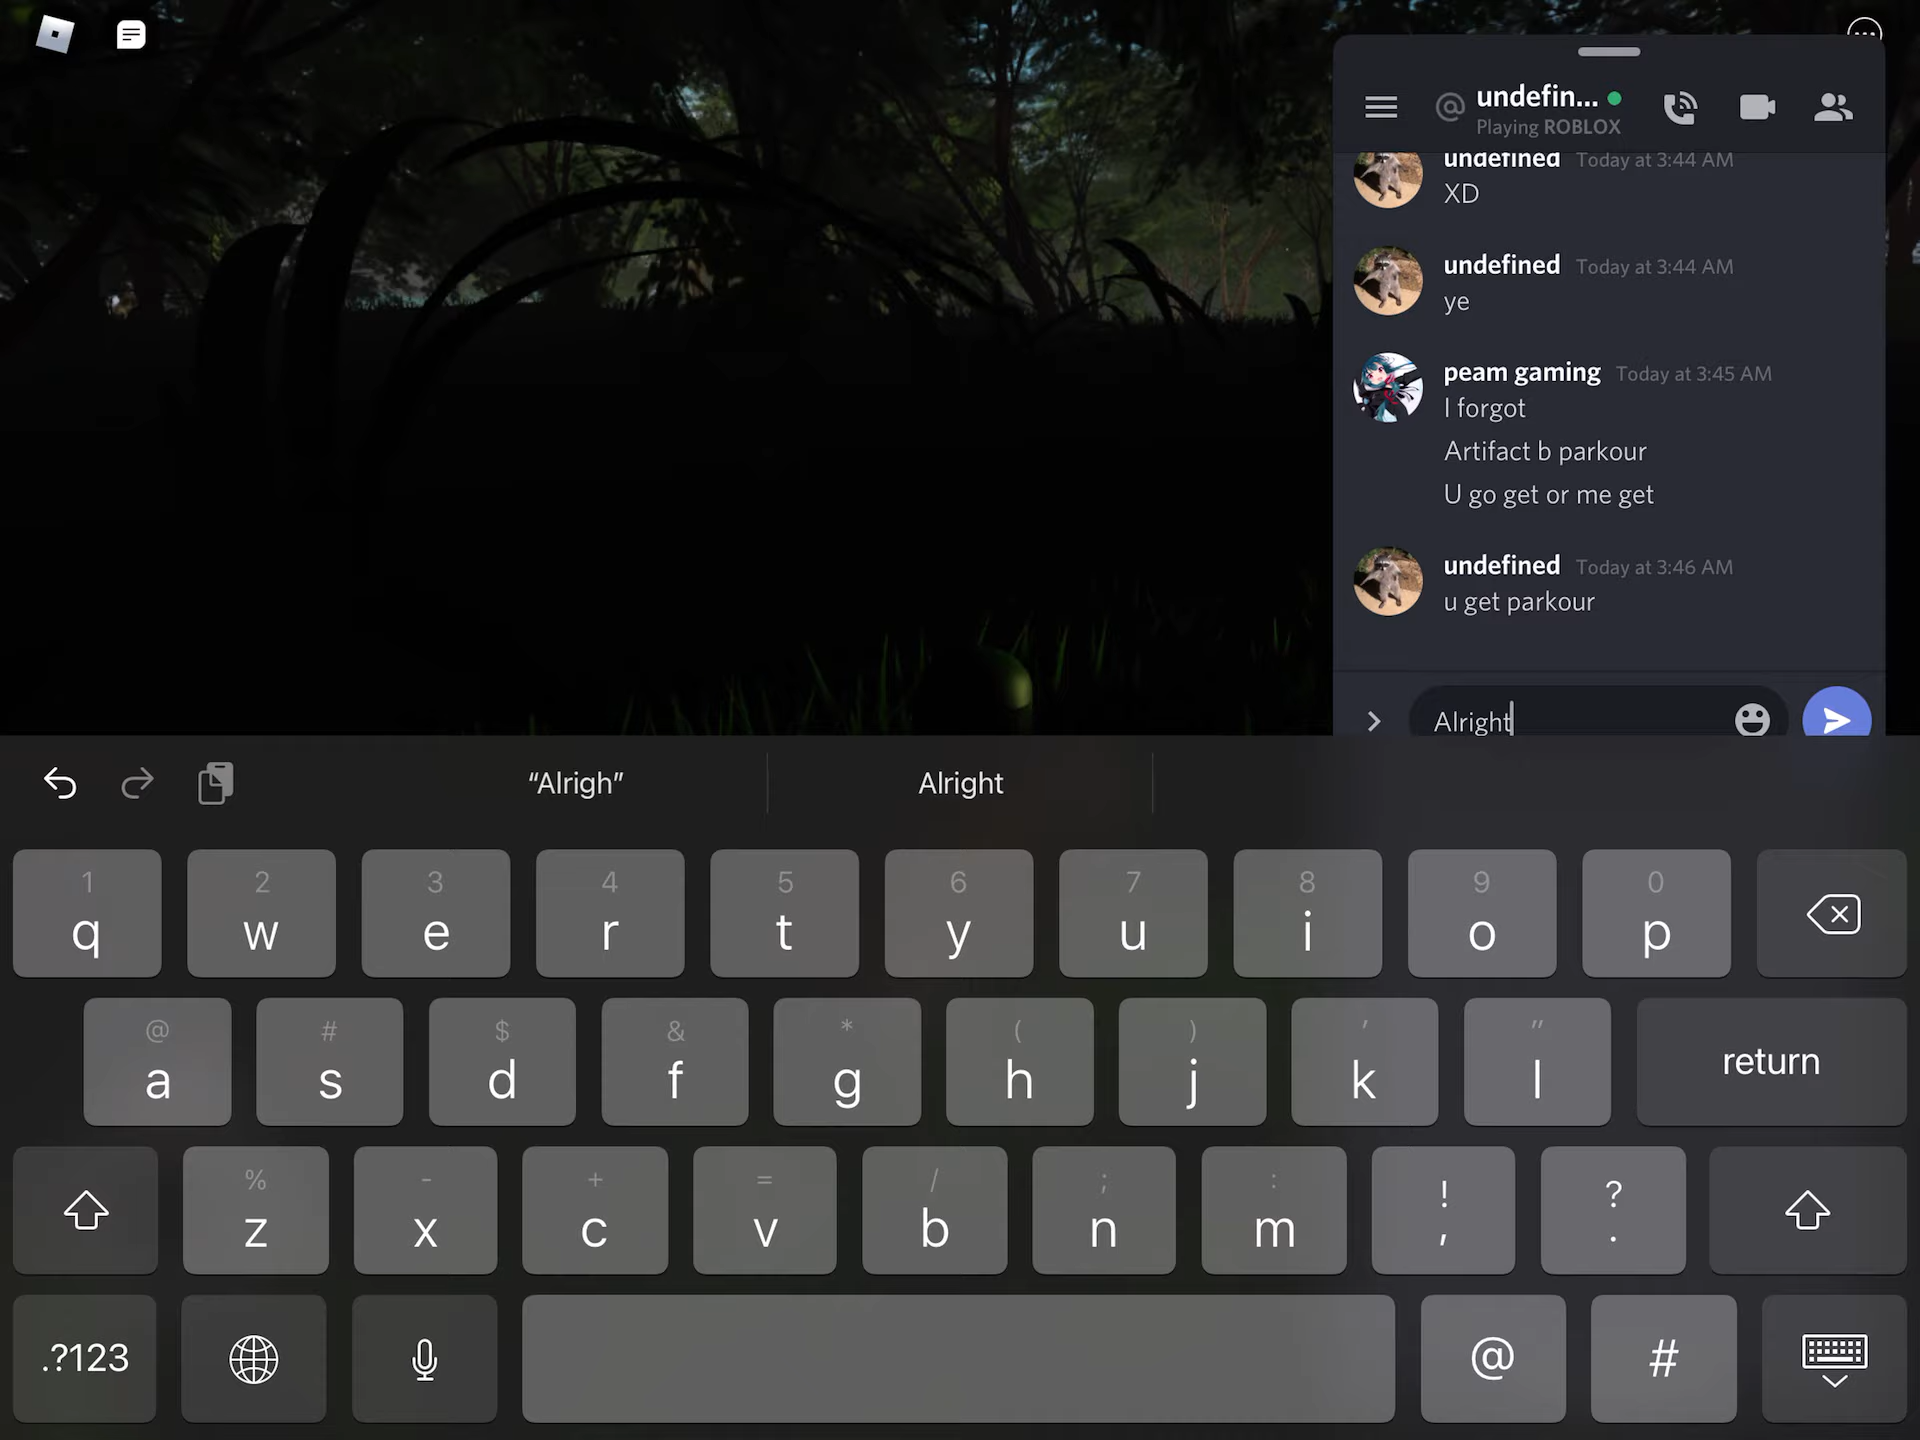 undefin...
Playing ROBLOX
undefined Today at 3:44 AM
XD
undefined Today at 3:44 AM
ye
peam gaming Today at 3:45 AM
I forgot
Artifact b parkour
U go get or me get
undefined Today at 3:46 AM
u get parkour
Alright
“Alrigh” Alright
1 2 3 4 5 6 7 8 9 0
q w e r t y u i o p
@ # $ & * ( ) ' "
a s d f g h j k l return
% - + = / ; : ! ?
z x c v b n m , .
.?123 @ #